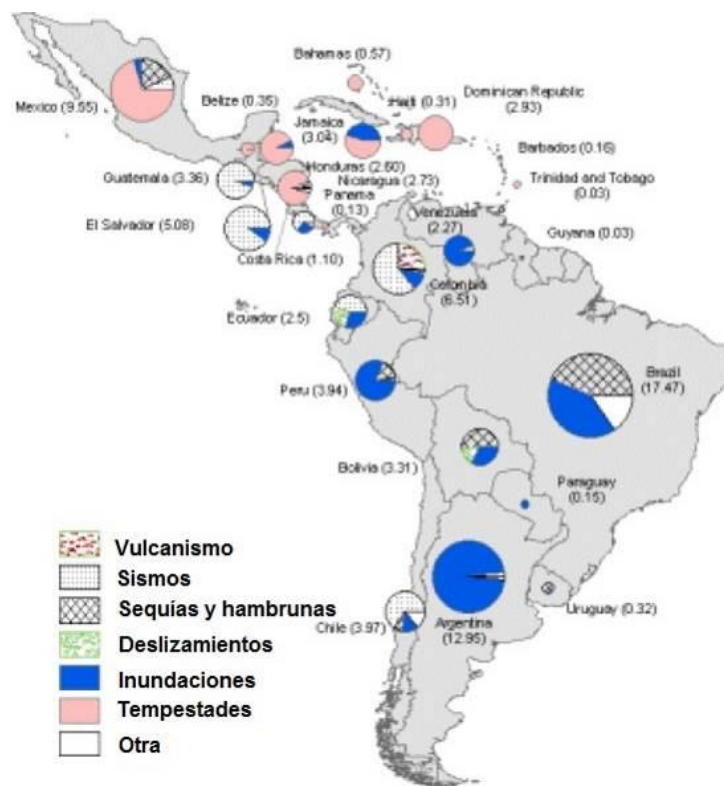 Bahamas (0.57)
Mexico (9.55)
Belize (0.35)
Haiti (0.31)
Dominican Republic
(2.93)
Jamaica
(3.04)
Barbados (0.16)
Guatemala (3.36)
Honduras (2.60)
Nicaragua (2.73)
Trinidad and Tobago
(0.03)
Panama
(0.13)
El Salvador (5.08)
Venezuela
(2.27)
Guyana (0.03)
Costa Rica (1.10)
Colombia
(6.51)
Ecuador (2.5)
Brazil
(17.47)
Peru (3.94)
Bolivia (3.31)
Paraguay
(0.15)
Uruguay (0.32)
Chile (3.97)
Argentina
(12.95)
Vulcanismo
Sismos
Sequías y hambrunas
Deslizamientos
Inundaciones
Tempestades
Otra